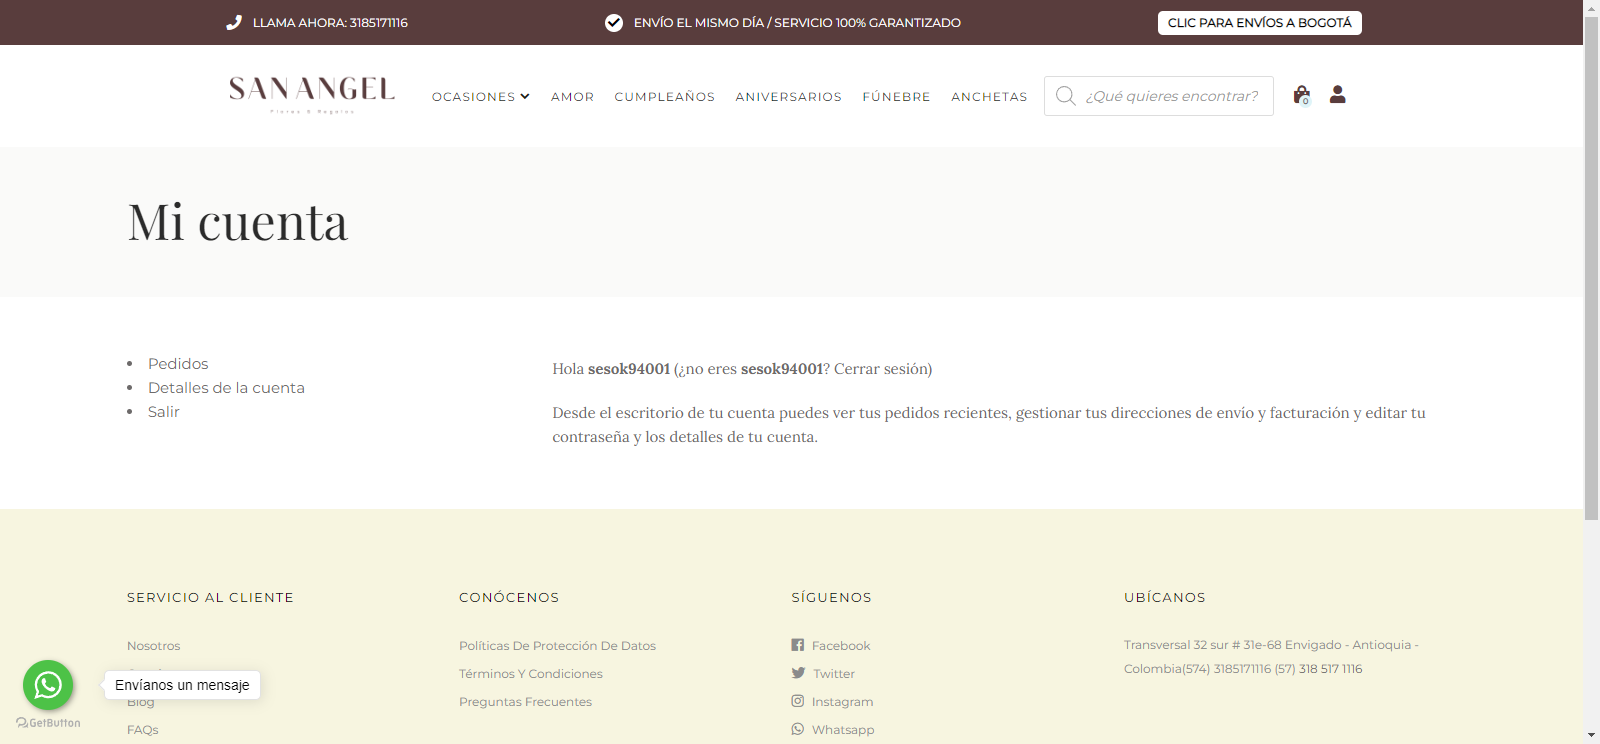 LLAMA AHORA: 3185171116
ENVÍO EL MISMO DÍA / SERVICIO 100% GARANTIZADO
CLIC PARA ENVÍOS A BOGOTÁ
SAN ANGEL
Flores & Regalos
OCASIONES
AMOR
CUMPLEAÑOS
ANIVERSARIOS
FÚNEBRE
ANCHETAS
¿Qué quieres encontrar?
0
Mi cuenta
Pedidos
Detalles de la cuenta
Salir
Hola sesok94001 (¿no eres sesok94001? Cerrar sesión)
Desde el escritorio de tu cuenta puedes ver tus pedidos recientes, gestionar tus direcciones de envío y facturación y editar tu
contraseña y los detalles de tu cuenta.
SERVICIO AL CLIENTE
Nosotros
Blog
FAQs
CONÓCENOS
Políticas De Protección De Datos
Términos Y Condiciones
Preguntas Frecuentes
SÍGUENOS
Facebook
Twitter
Instagram
Whatsapp
UBÍCANOS
Transversal 32 sur # 31e-68 Envigado - Antioquia -
Colombia(574) 3185171116 (57) 318 517 1116
Envíanos un mensaje
GetButton